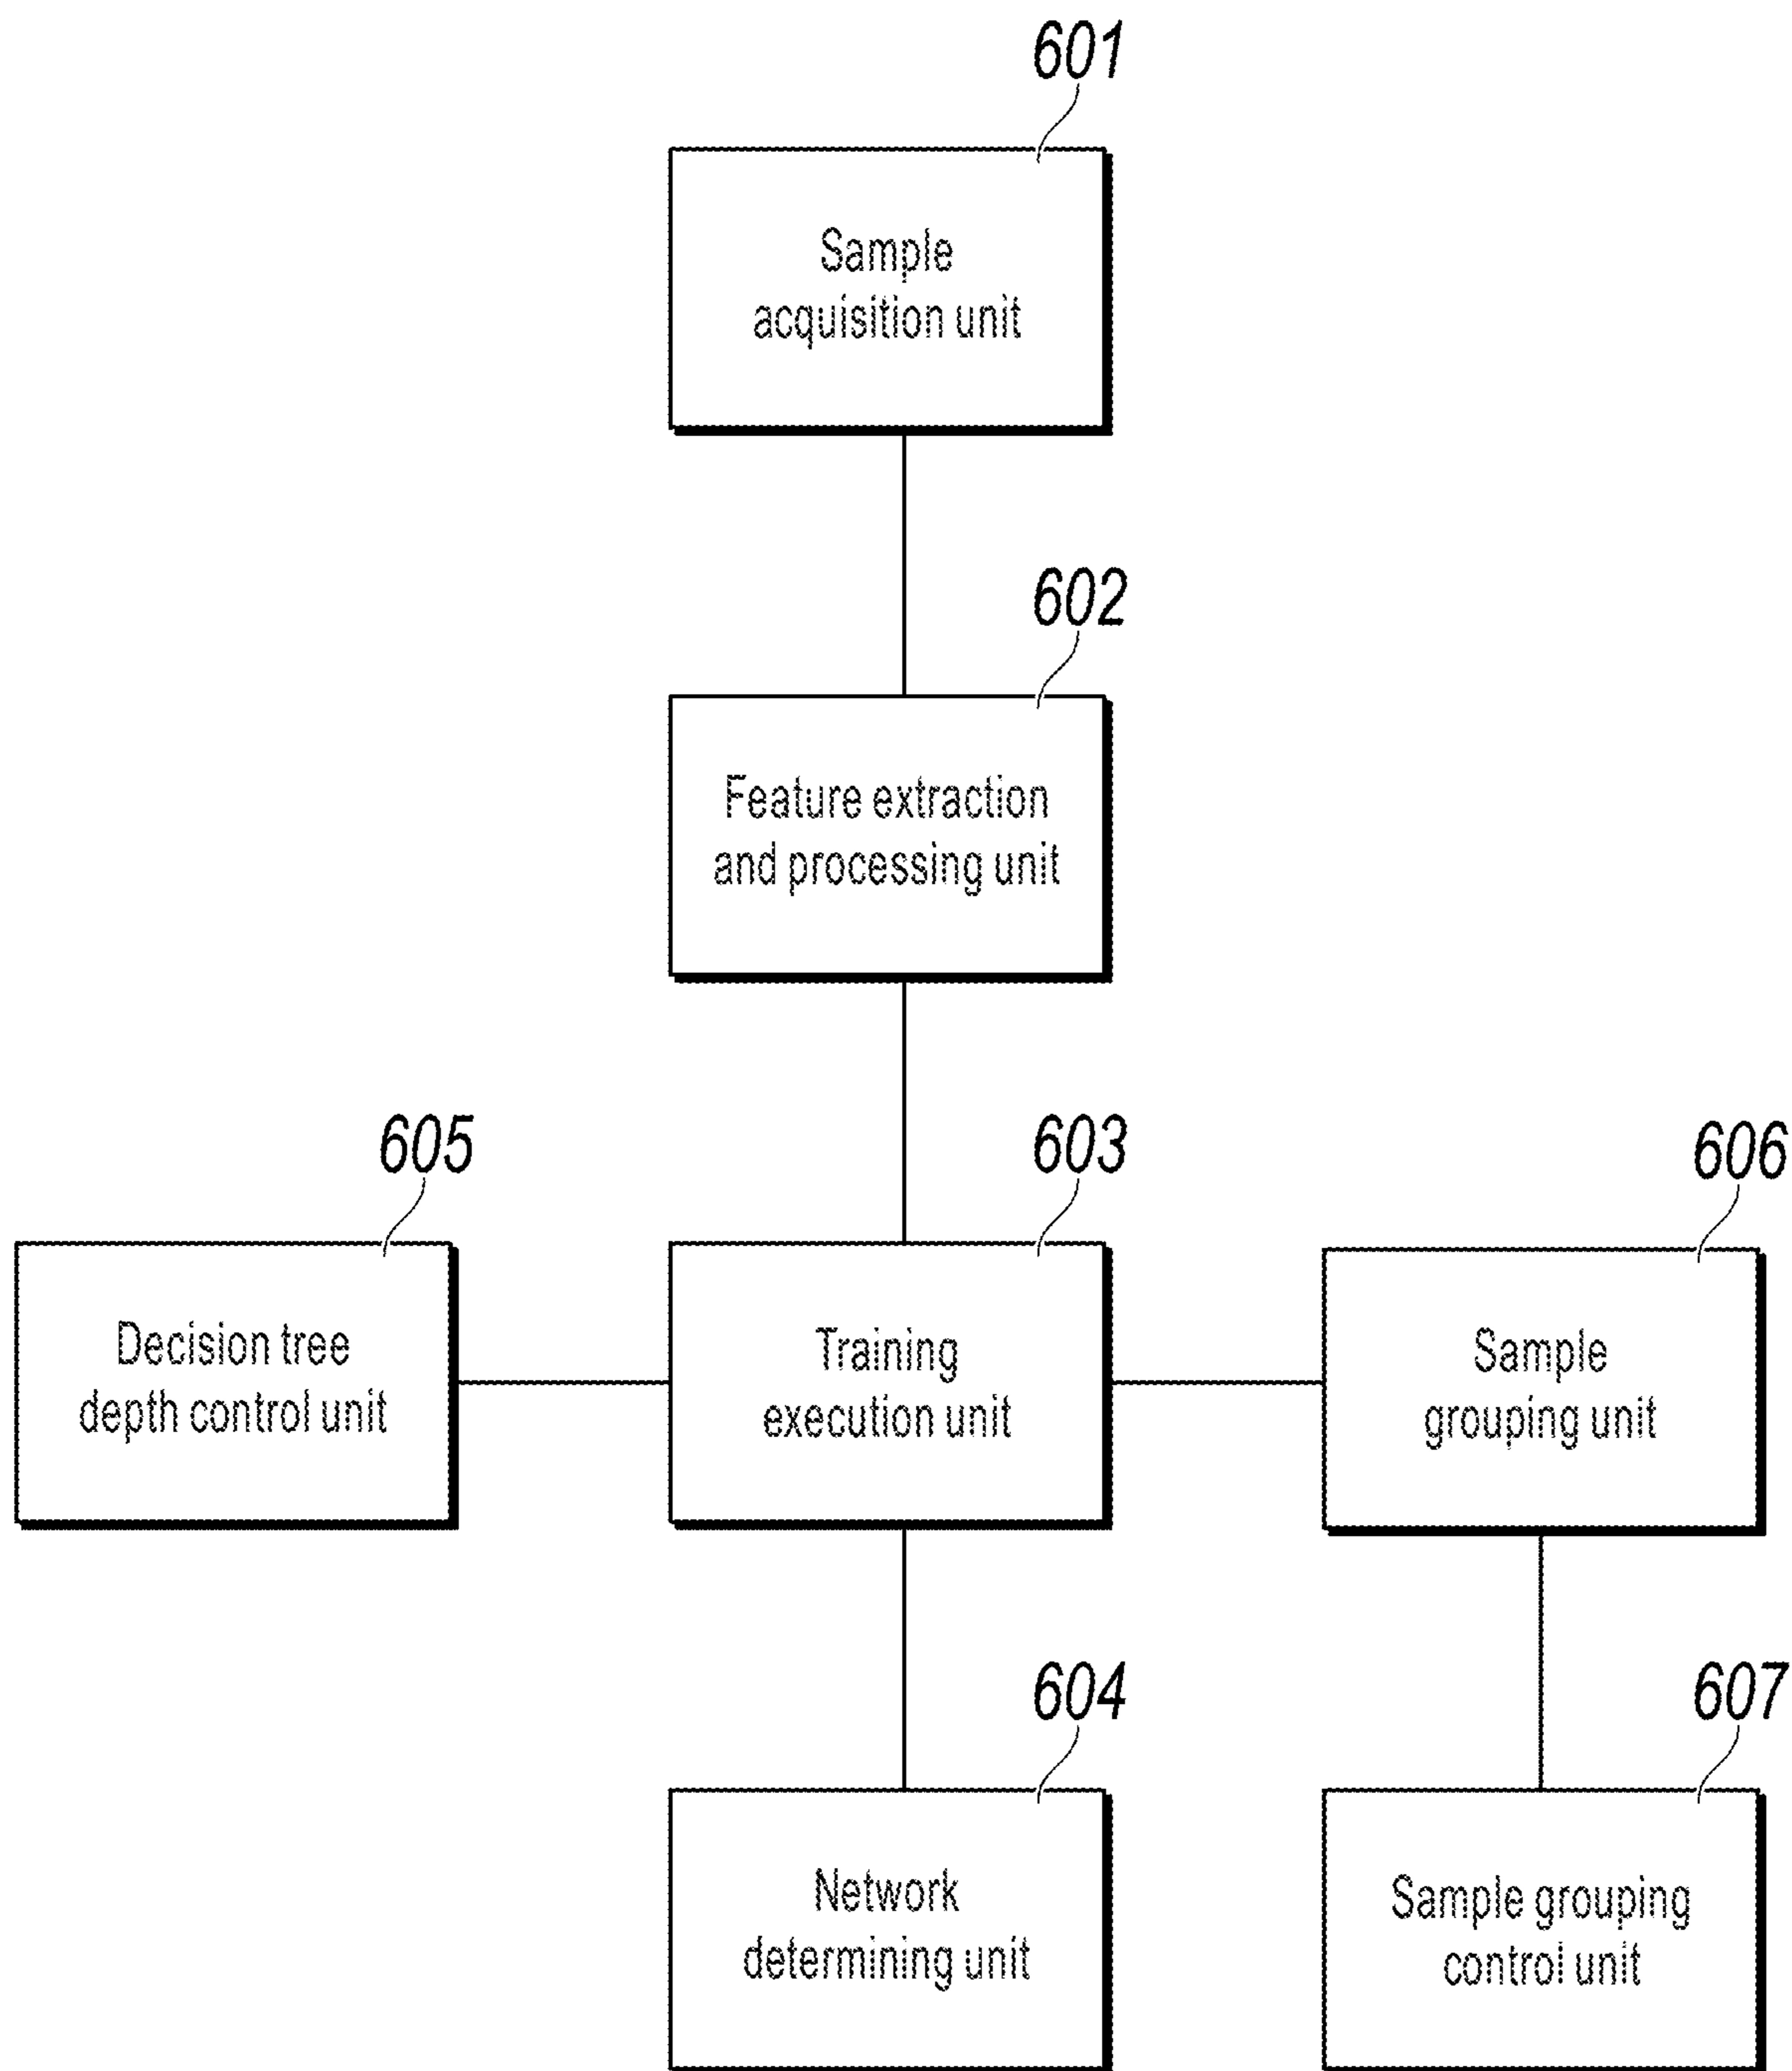 601
Sample
acquisition unit
602
Feature extraction
and processing unit
605
Decision tree
depth control unit
603
Training
execution unit
606
Sample
grouping unit
604
Network
determining unit
607
Sample grouping
control unit